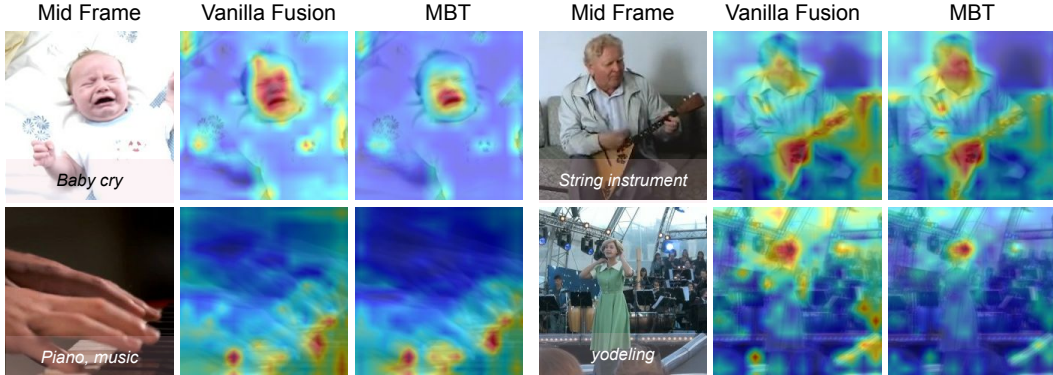 Mid Frame Vanilla Fusion MBT Mid Frame Vanilla Fusion MBT
Baby cry
String instrument
Piano, music
yodeling